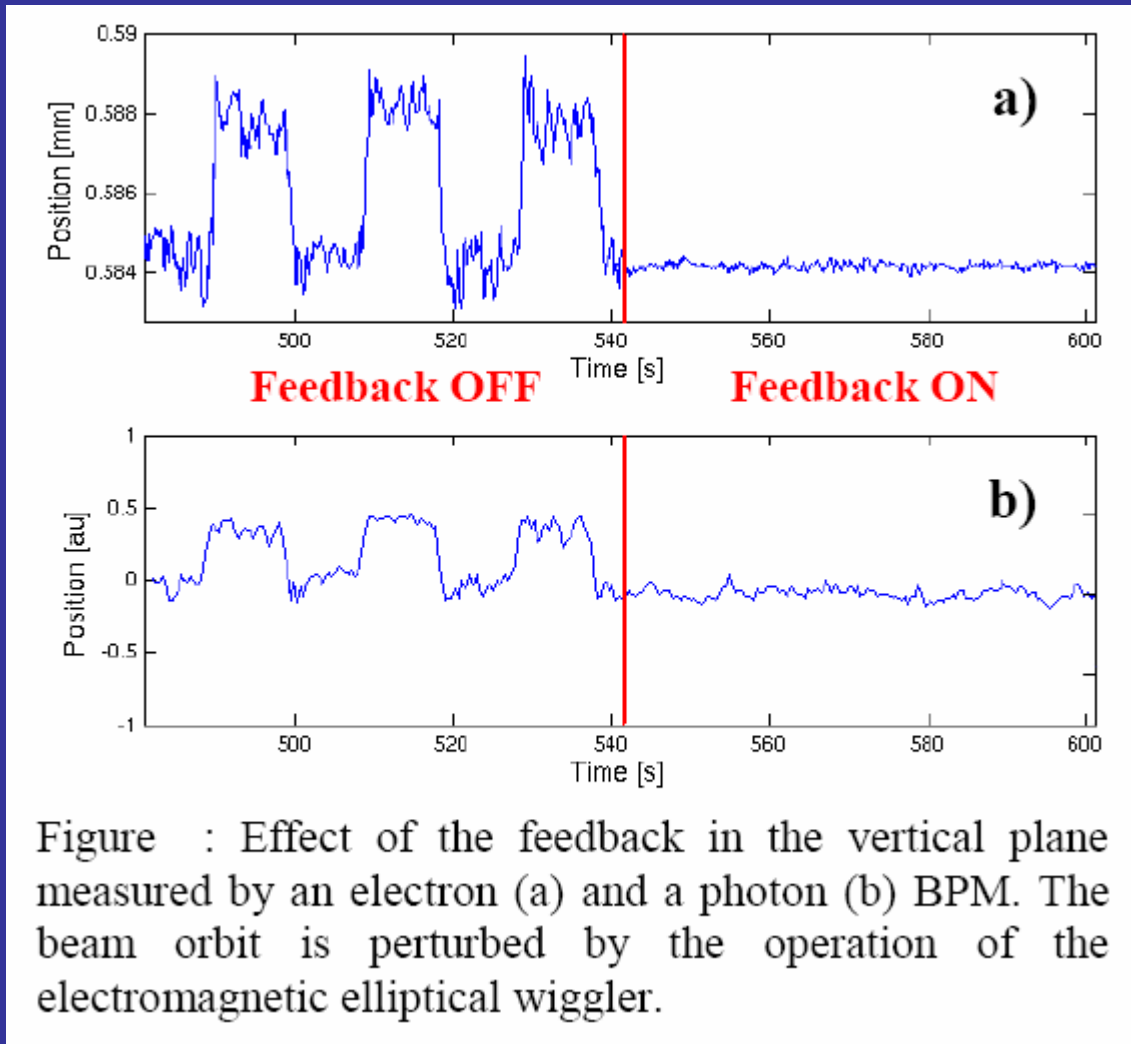 0.59
0.588
0.586
0.584
Position [mm]
a)
500
520
540
560
580
600
Time [s]
Feedback OFF
Feedback ON
1
0.5
0
-0.5
-1
Position [au]
b)
500
520
540
560
580
600
Time [s]
Figure : Effect of the feedback in the vertical plane
measured by an electron (a) and a photon (b) BPM. The
beam orbit is perturbed by the operation of the
electromagnetic elliptical wiggler.